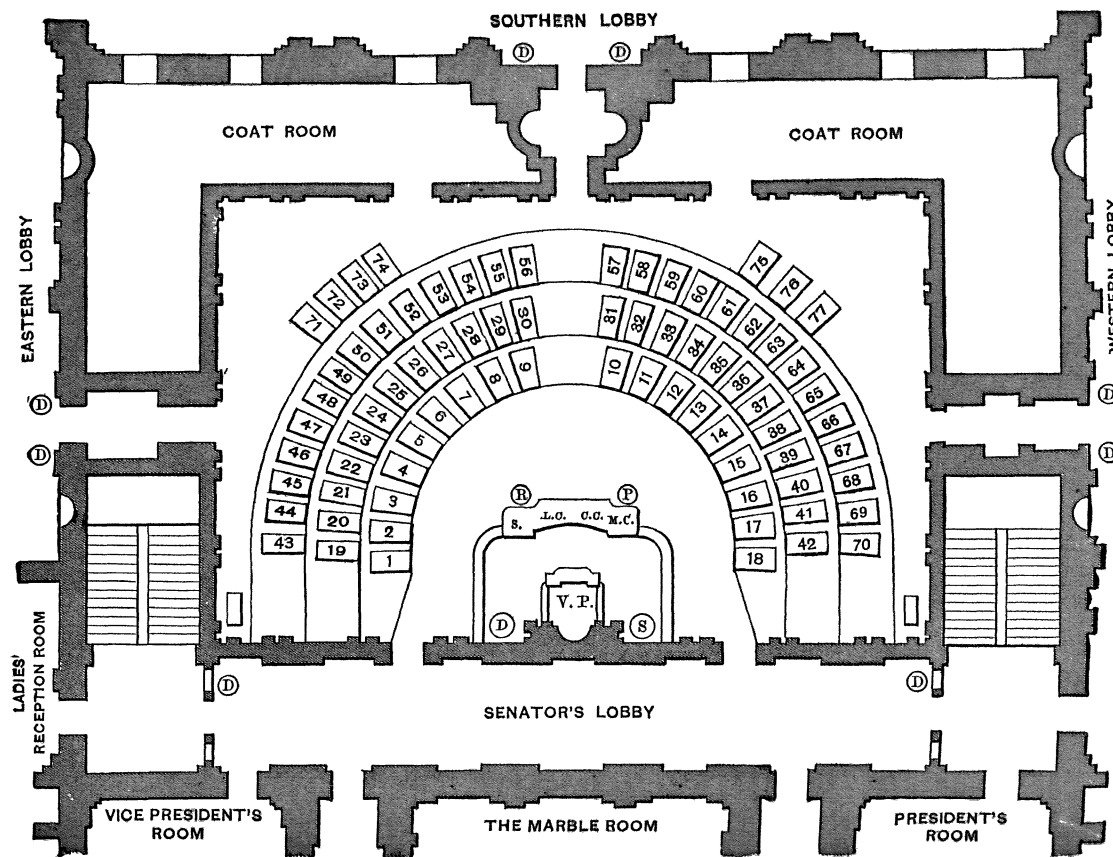 SOUTHERN LOBBY
D D
COAT ROOM
COAT ROOM
EASTERN LOBBY
WESTERN LOBBY
71 72 73 74
75 76 77
43 44 45 46 47 48 49 50 51 52 53 54 55 56
57 58 59 60 61 62 63 64 65 66 67 68 69 70
19 20 21 22 23 24 25 26 27 28 29 30
31 32 33 34 35 36 37 38 39 40 41 42
1 2 3 4 5 6 7 8 9
10 11 12 13 14 15 16 17 18
D
D
D
D
R P
S. L.C. C.C. M.C.
V. P.
D S
LADIES'
RECEPTION ROOM
D
D
SENATOR'S LOBBY
VICE PRESIDENT'S
ROOM
THE MARBLE ROOM
PRESIDENT'S
ROOM